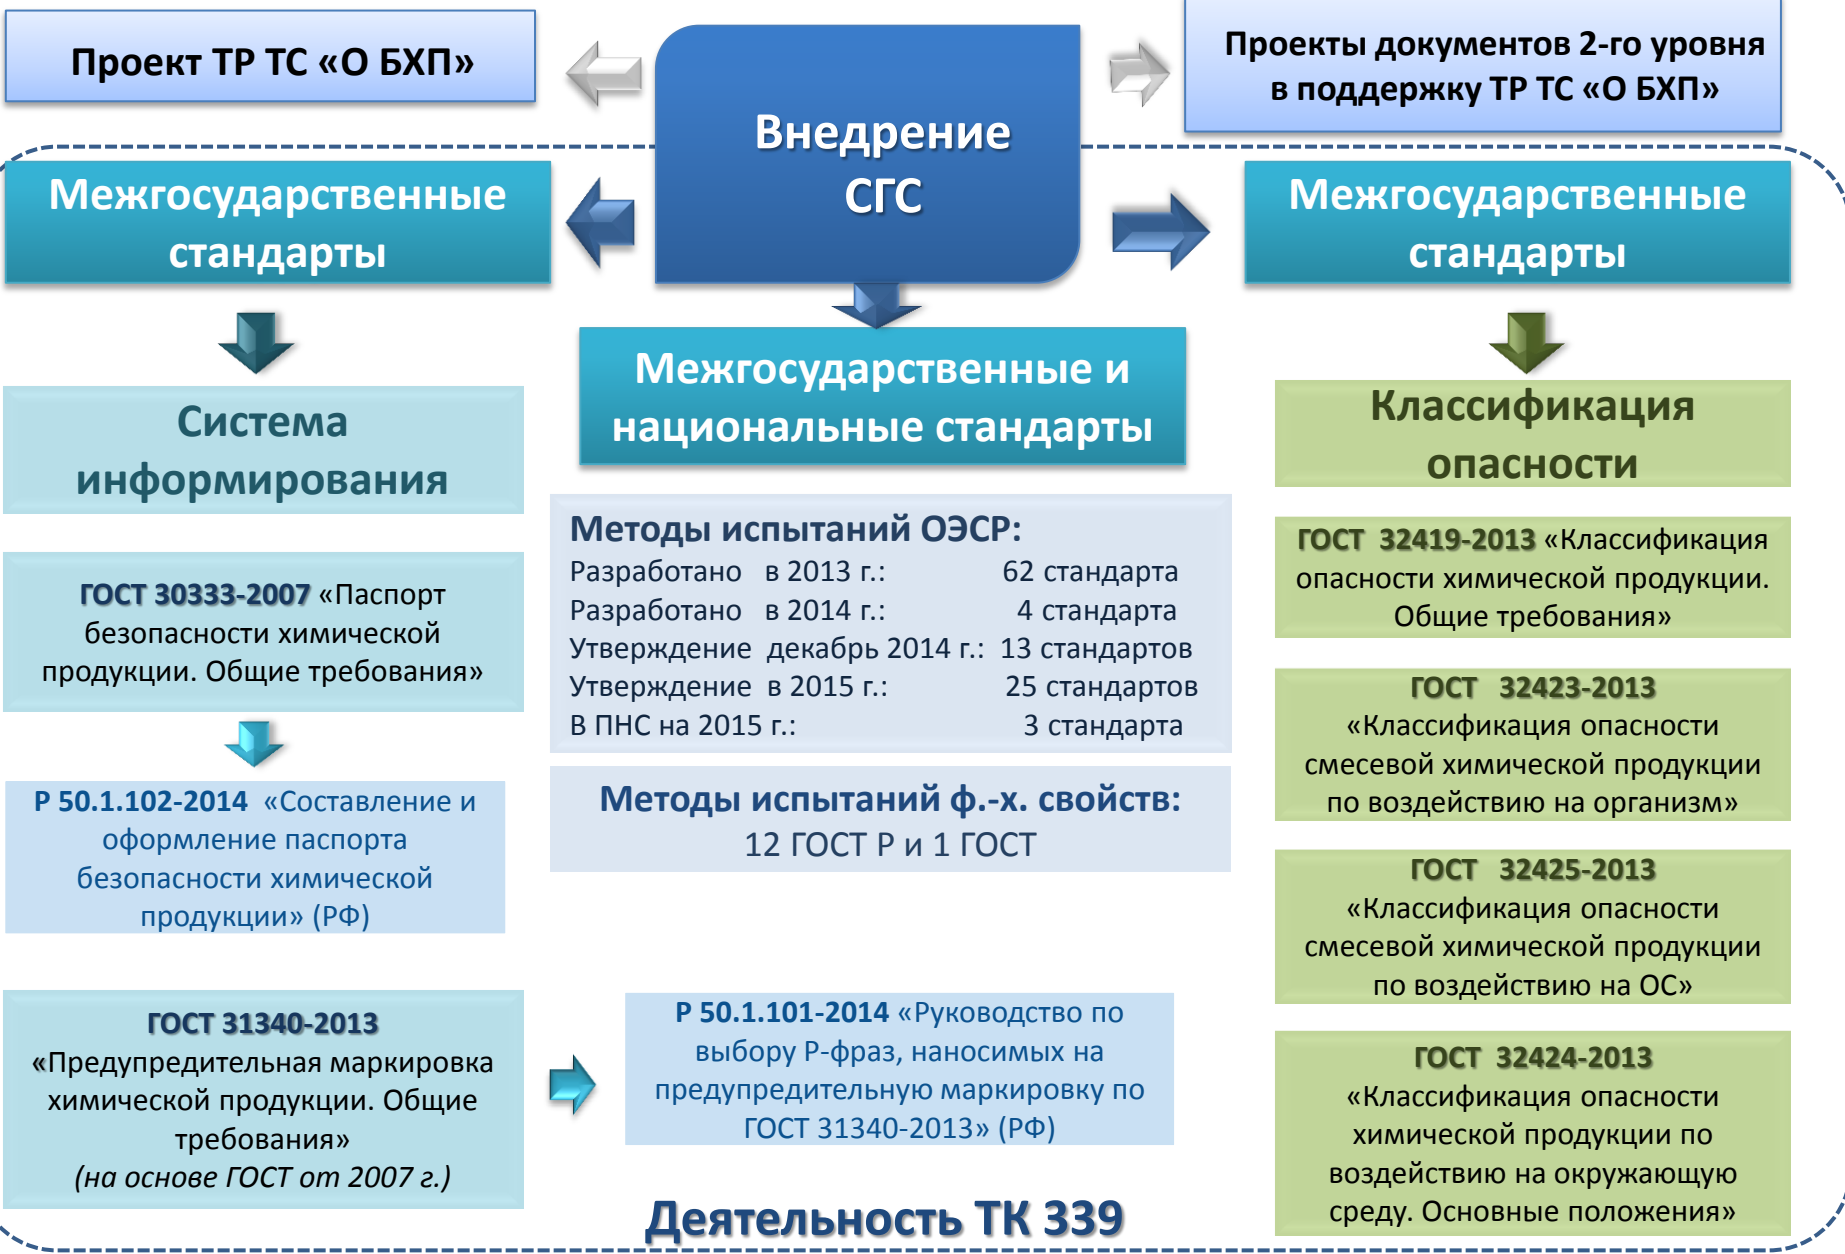 Проект ТР ТС «О БХП»
Внедрение
СГС
Проекты документов 2-го уровня
в поддержку ТР ТС «О БХП»
Межгосударственные
стандарты
Система
информирования
ГОСТ 30333-2007 «Паспорт
безопасности химической
продукции. Общие требования»
Р 50.1.102-2014 «Составление и
оформление паспорта
безопасности химической
продукции» (РФ)
ГОСТ 31340-2013
«Предупредительная маркировка
химической продукции. Общие
требования»
(на основе ГОСТ от 2007 г.)
Межгосударственные и
национальные стандарты
Методы испытаний ОЭСР:
Разработано в 2013 г.: 62 стандарта
Разработано в 2014 г.: 4 стандарта
Утверждение декабрь 2014 г.: 13 стандартов
Утверждение в 2015 г.: 25 стандартов
В ПНС на 2015 г.: 3 стандарта
Методы испытаний ф.-х. свойств:
12 ГОСТ Р и 1 ГОСТ
Р 50.1.101-2014 «Руководство по
выбору Р-фраз, наносимых на
предупредительную маркировку по
ГОСТ 31340-2013» (РФ)
Межгосударственные
стандарты
Классификация
опасности
ГОСТ 32419-2013 «Классификация
опасности химической продукции.
Общие требования»
ГОСТ 32423-2013
«Классификация опасности
смесевой химической продукции
по воздействию на организм»
ГОСТ 32425-2013
«Классификация опасности
смесевой химической продукции
по воздействию на ОС»
ГОСТ 32424-2013
«Классификация опасности
химической продукции по
воздействию на окружающую
среду. Основные положения»
Деятельность ТК 339